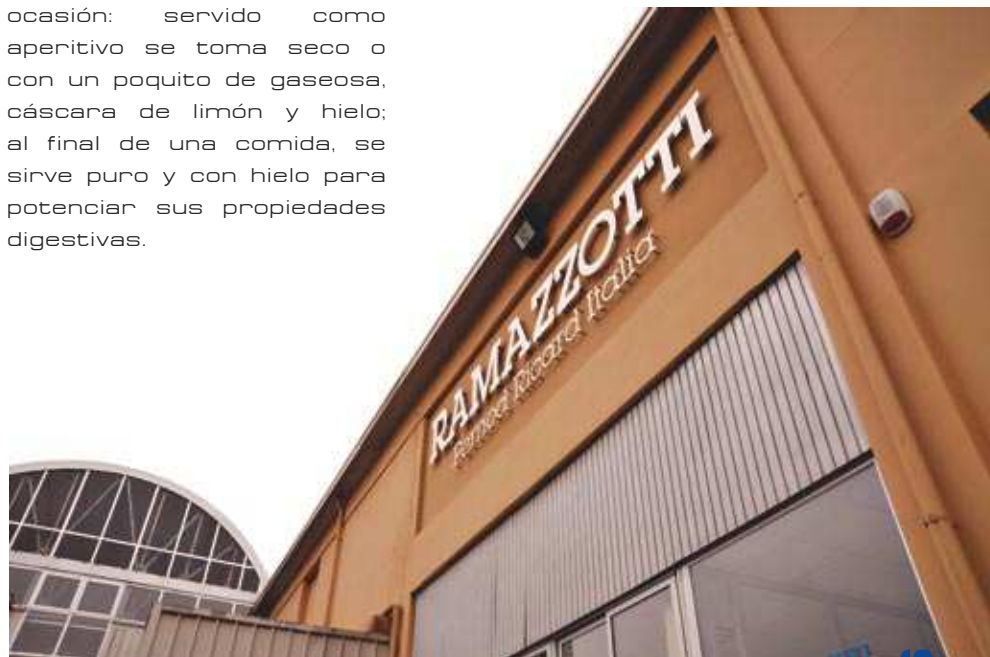 ocasión: servido como
aperitivo se toma seco o
con un poquito de gaseosa,
cáscara de limón y hielo;
al final de una comida, se
sirve puro y con hielo para
potenciar sus propiedades
digestivas.
RAMAZZOTTI
Pernod Ricard Italia